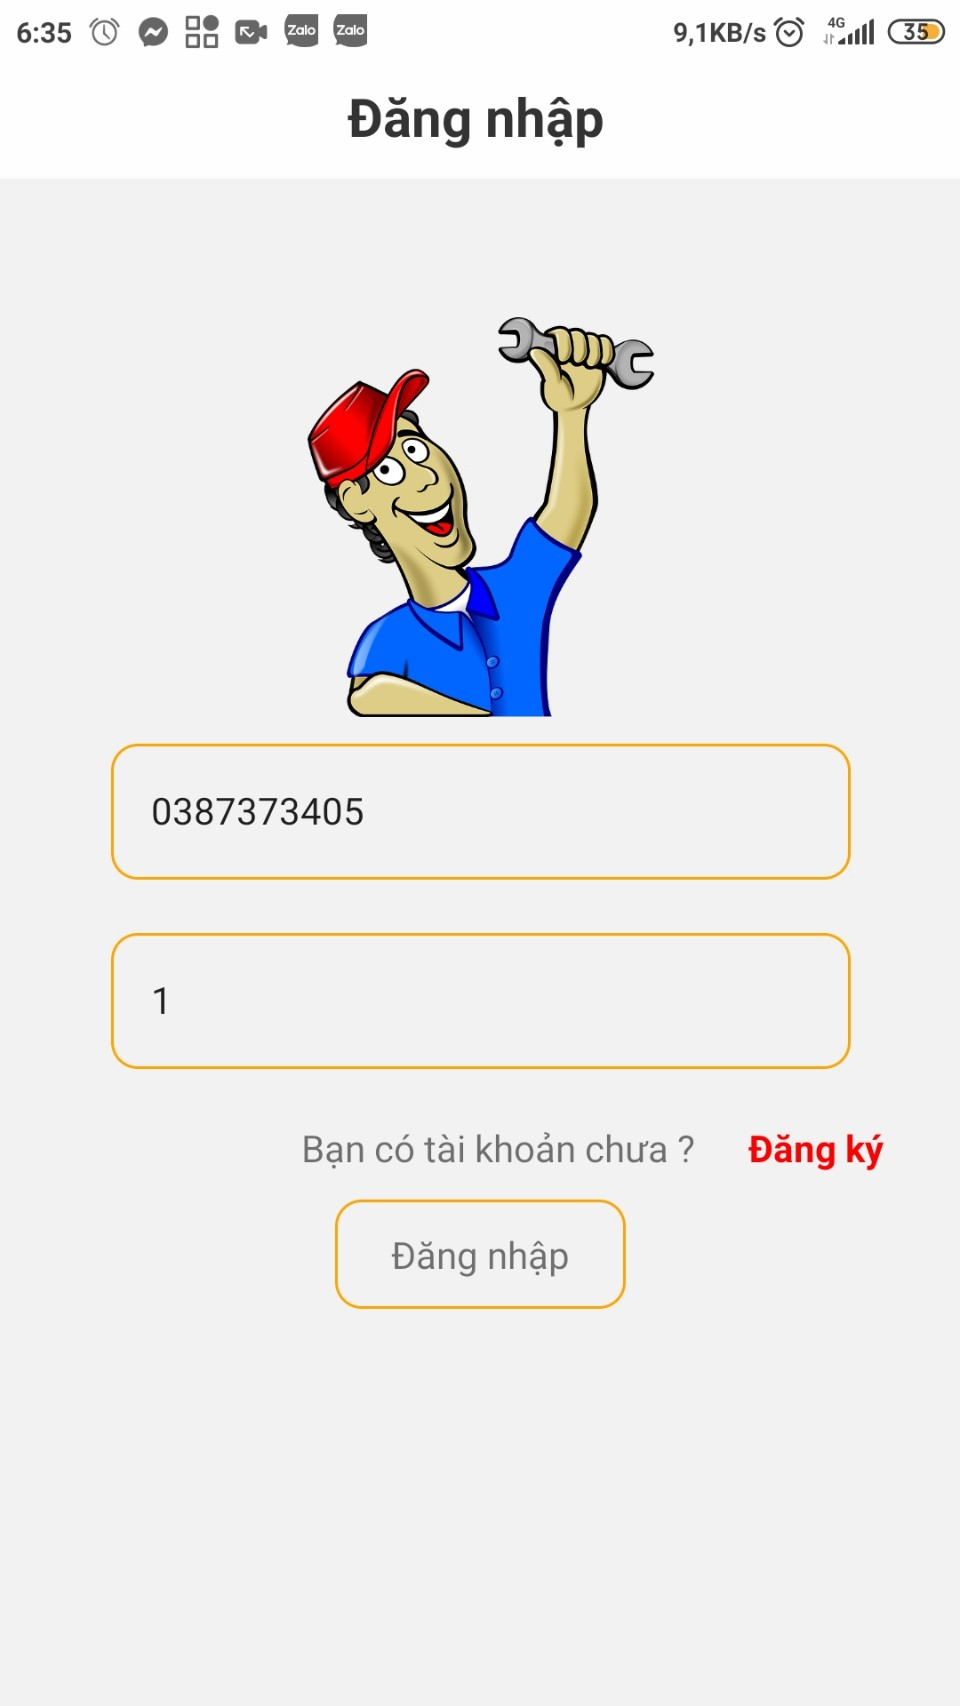 6:35 Zalo Zalo 9,1KB/s 4G 35
Đăng nhập
0387373405
1
Bạn có tài khoản chưa ? Đăng ký
Đăng nhập